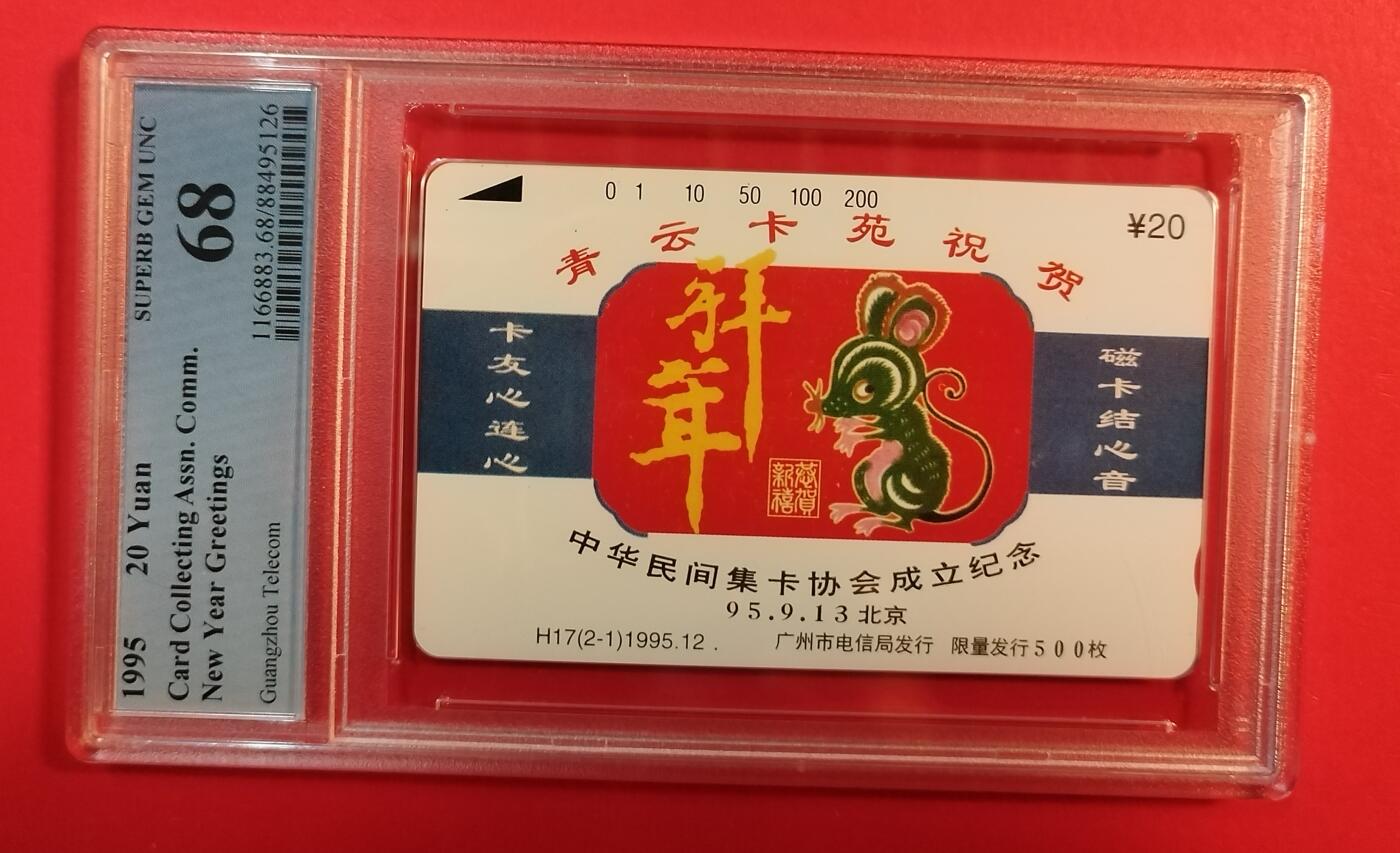 1995 20 Yuan SUPERB GEM UNC
Card Collecting Assn. Comm. 68
New Year Greetings
Guangzhou Telecom 1166883.68/88495126
0 1 10 50 100 200
¥20
青云卡苑祝贺
卡友心连心
拜年
恭贺新禧
磁卡结心音
中华民间集卡协会成立纪念
95.9.13北京
H17(2-1)1995.12. 广州市电信局发行 限量发行500枚